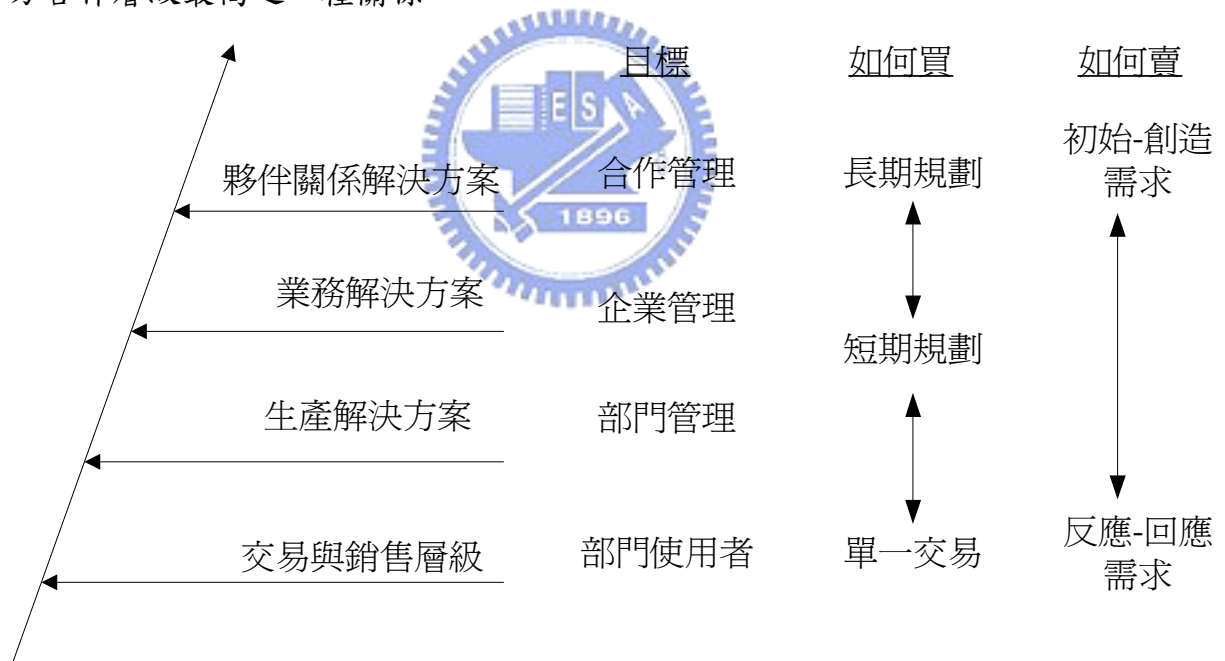 目標 如何買 如何賣
夥伴關係解決方案 合作管理 長期規劃 初始-創造
需求
業務解決方案 企業管理
短期規劃
生產解決方案 部門管理
交易與銷售層級 部門使用者 單一交易 反應-回應
需求
E S A
1896